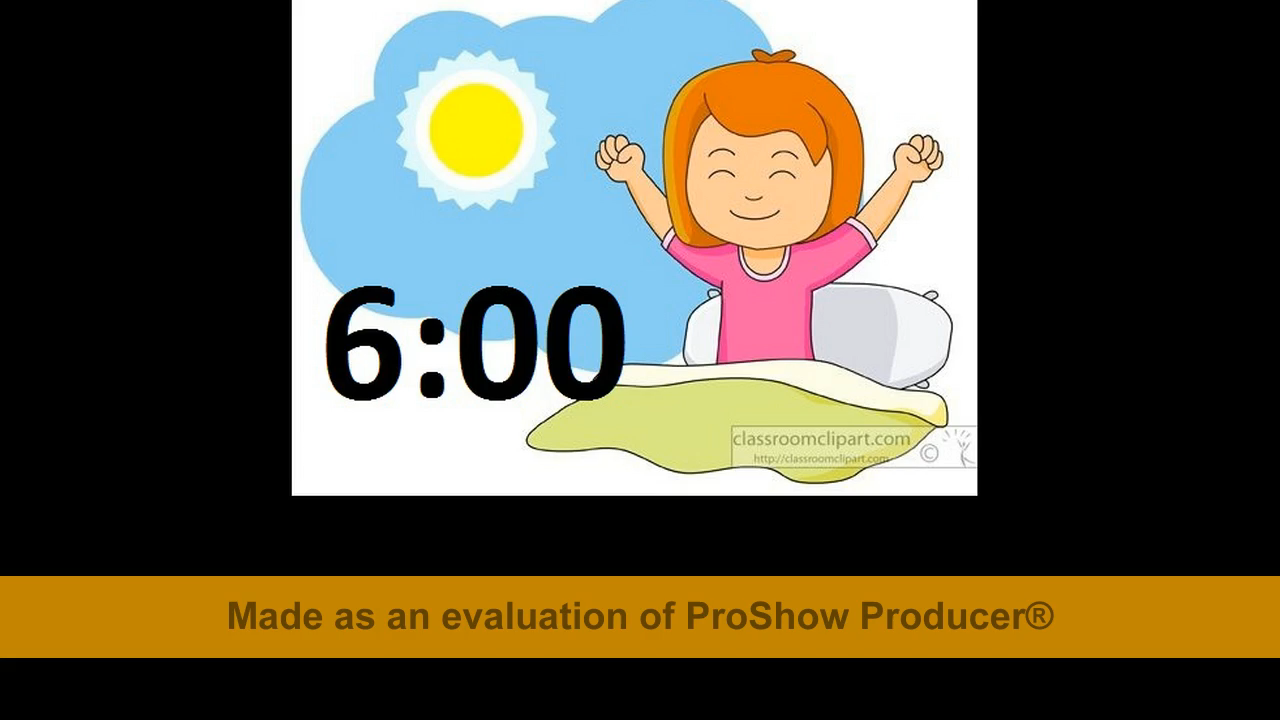 6:00
classroomclipart.com
http://classroomclipart.com
©
Made as an evaluation of ProShow Producer®